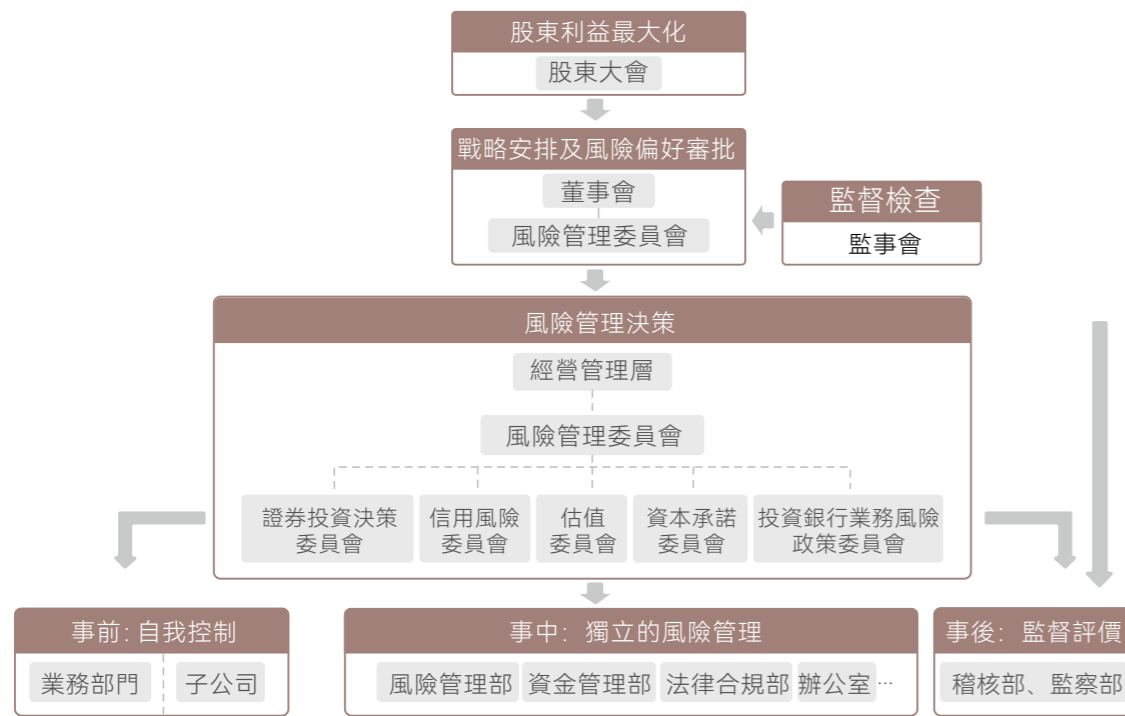 股東利益最大化
股東大會
戰略安排及風險偏好審批
董事會
風險管理委員會
監督檢查
監事會
風險管理決策
經營管理層
風險管理委員會
證券投資決策
委員會
信用風險
委員會
估值
委員會
資本承諾
委員會
投資銀行業務風險
政策委員會
事前: 自我控制
業務部門
子公司
事中: 獨立的風險管理
風險管理部
資金管理部
法律合規部
辦公室 …
事後: 監督評價
稽核部、監察部